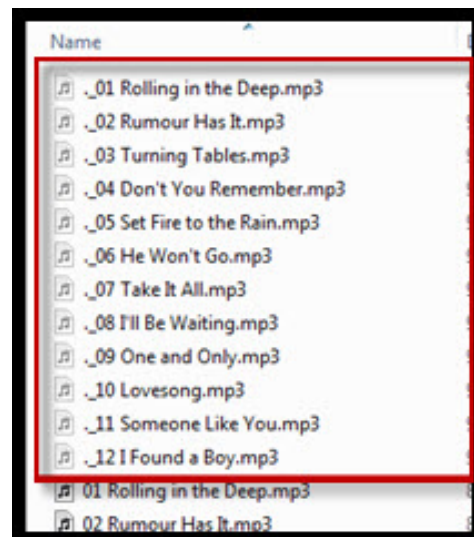 Name
._01 Rolling in the Deep.mp3
._02 Rumour Has It.mp3
._03 Turning Tables.mp3
._04 Don't You Remember.mp3
._05 Set Fire to the Rain.mp3
._06 He Won't Go.mp3
._07 Take It All.mp3
._08 I'll Be Waiting.mp3
._09 One and Only.mp3
._10 Lovesong.mp3
._11 Someone Like You.mp3
._12 I Found a Boy.mp3
01 Rolling in the Deep.mp3
02 Rumour Has It.mp3